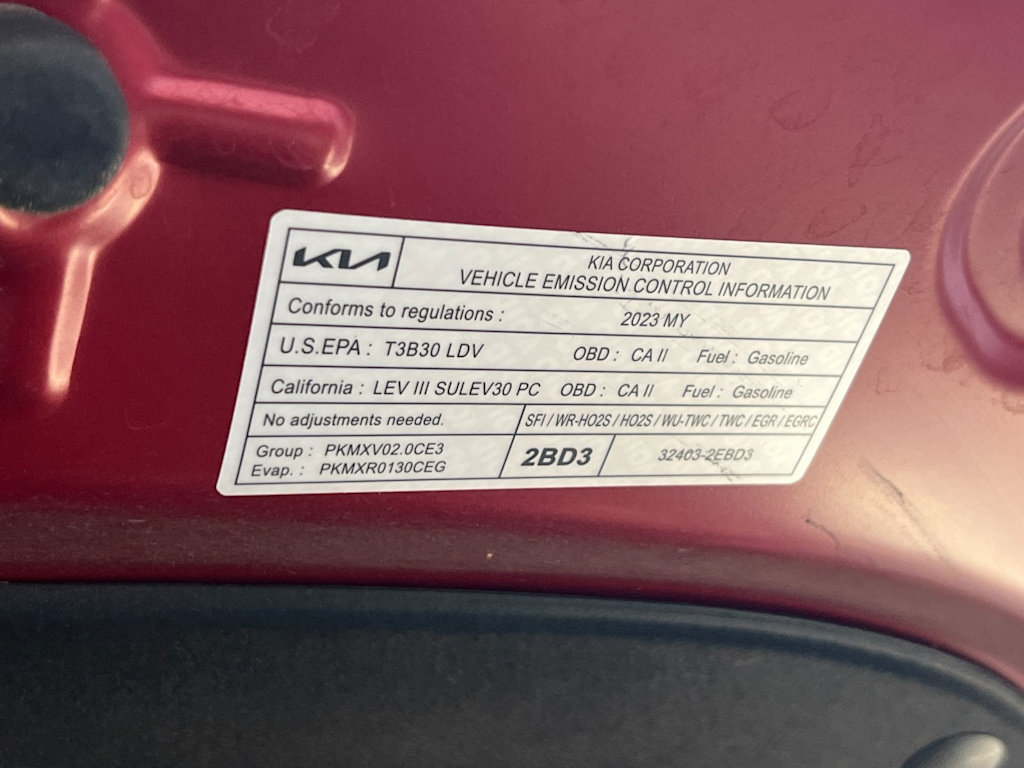 KIA
KIA CORPORATION
VEHICLE EMISSION CONTROL INFORMATION
Conforms to regulations : 2023 MY
U.S.EPA : T3B30 LDV OBD : CA II Fuel : Gasoline
California : LEV III SULEV30 PC OBD : CA II Fuel : Gasoline
No adjustments needed. SFI / WR-HO2S / HO2S / WU-TWC / TWC / EGR / EGRC
Group : PKMXV02.0CE3
Evap. : PKMXR0130CEG
2BD3
32403-2EBD3